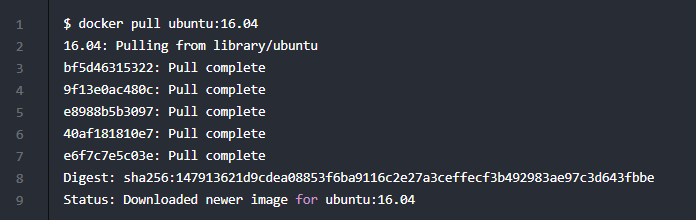 1 $ docker pull ubuntu:16.04
2 16.04: Pulling from library/ubuntu
3 bf5d46315322: Pull complete
4 9f13e0ac480c: Pull complete
5 e8988b5b3097: Pull complete
6 40af181810e7: Pull complete
7 e6f7c7e5c03e: Pull complete
8 Digest: sha256:147913621d9cdea08853f6ba9116c2e27a3ceffecf3b492983ae97c3d643fbbe
9 Status: Downloaded newer image for ubuntu:16.04